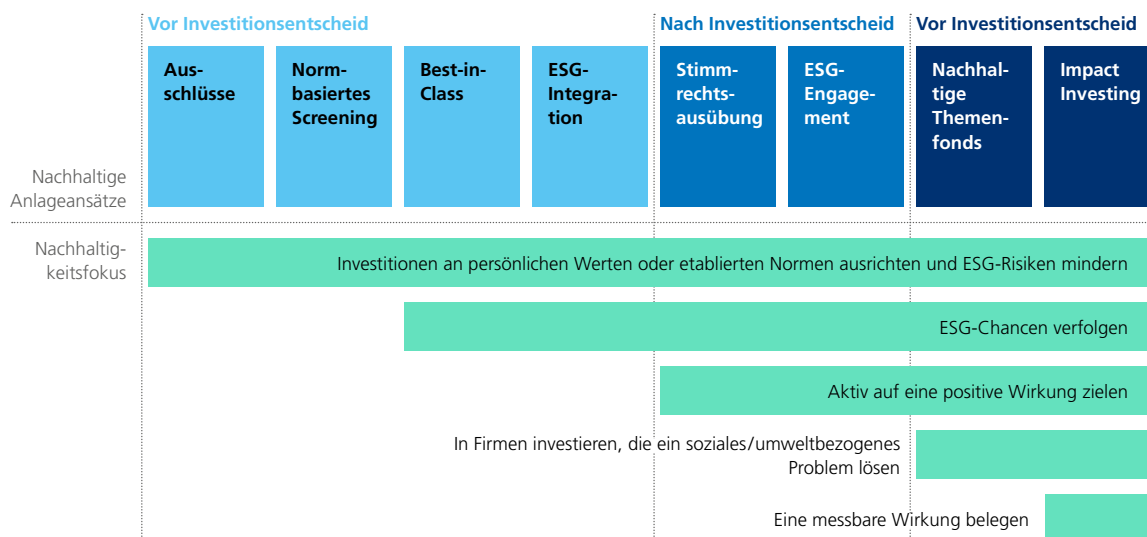 Vor Investitionsentscheid
Nach Investitionsentscheid
Vor Investitionsentscheid
Aus-
schlüsse
Norm-
basiertes
Screening
Best-in-
Class
ESG-
Integra-
tion
Stimm-
rechts-
ausübung
ESG-
Engage-
ment
Nachhal-
tige
Themen-
fonds
Impact
Investing
Nachhaltige
Anlageansätze
Nachhaltig-
keitsfokus
Investitionen an persönlichen Werten oder etablierten Normen ausrichten und ESG-Risiken mindern
ESG-Chancen verfolgen
Aktiv auf eine positive Wirkung zielen
In Firmen investieren, die ein soziales/umweltbezogenes
Problem lösen
Eine messbare Wirkung belegen